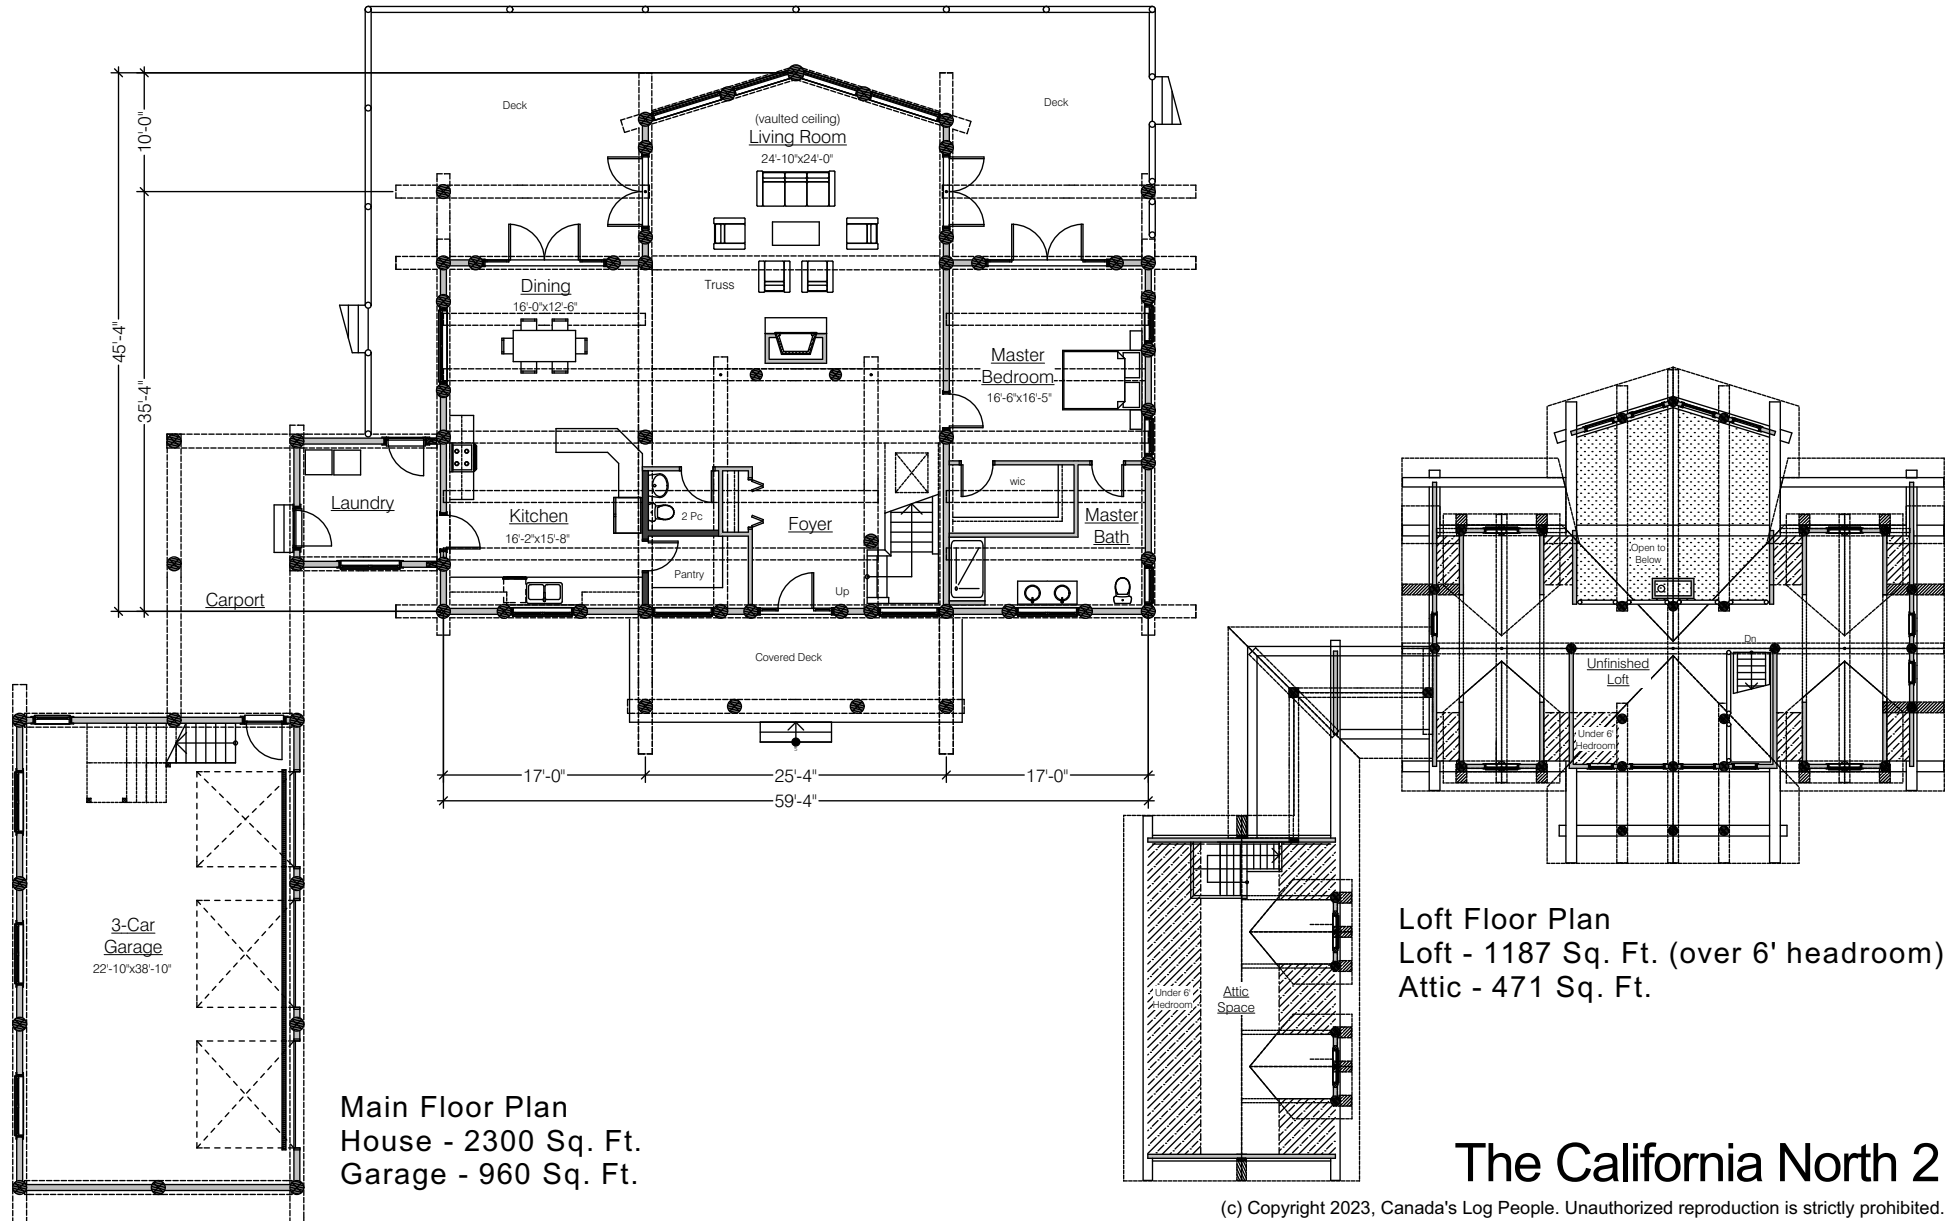 Deck
Deck
(vaulted ceiling)
Living Room
24'-10"x24'-0"
10'-0"
45'-4"
35'-4"
Truss
Dining
16'-0"x12'-6"
Master
Bedroom
16'-6"x16'-5"
Laundry
Kitchen
16'-2"x15'-8"
2 Pc
Foyer
wic
Master
Bath
Pantry
Up
Carport
Covered Deck
17'-0"
25'-4"
17'-0"
59'-4"
3-Car
Garage
22'-10"x38'-10"
Main Floor Plan
House - 2300 Sq. Ft.
Garage - 960 Sq. Ft.
Open to
Below
Dn
Unfinished
Loft
Under 6'
Hedroom
Under 6'
Hedroom
Attic
Space
Loft Floor Plan
Loft - 1187 Sq. Ft. (over 6' headroom)
Attic - 471 Sq. Ft.
The California North 2
(c) Copyright 2023, Canada's Log People. Unauthorized reproduction is strictly prohibited.